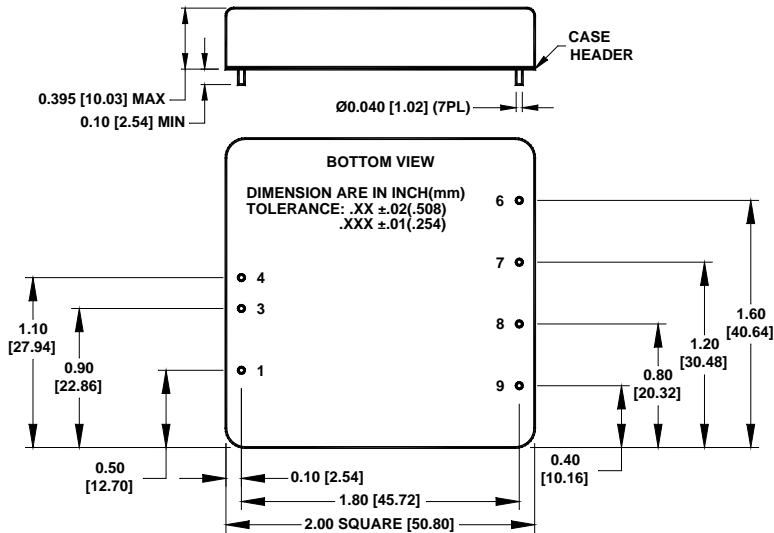 CASE
HEADER
0.395 [10.03] MAX
0.10 [2.54] MIN
Ø0.040 [1.02] (7PL)
BOTTOM VIEW
DIMENSION ARE IN INCH(mm)
TOLERANCE: .XX ±.02(.508)
.XXX ±.01(.254)
6
7
4
3
8
1
9
1.10
[27.94]
0.90
[22.86]
0.50
[12.70]
1.60
[40.64]
1.20
[30.48]
0.80
[20.32]
0.40
[10.16]
0.10 [2.54]
1.80 [45.72]
2.00 SQUARE [50.80]